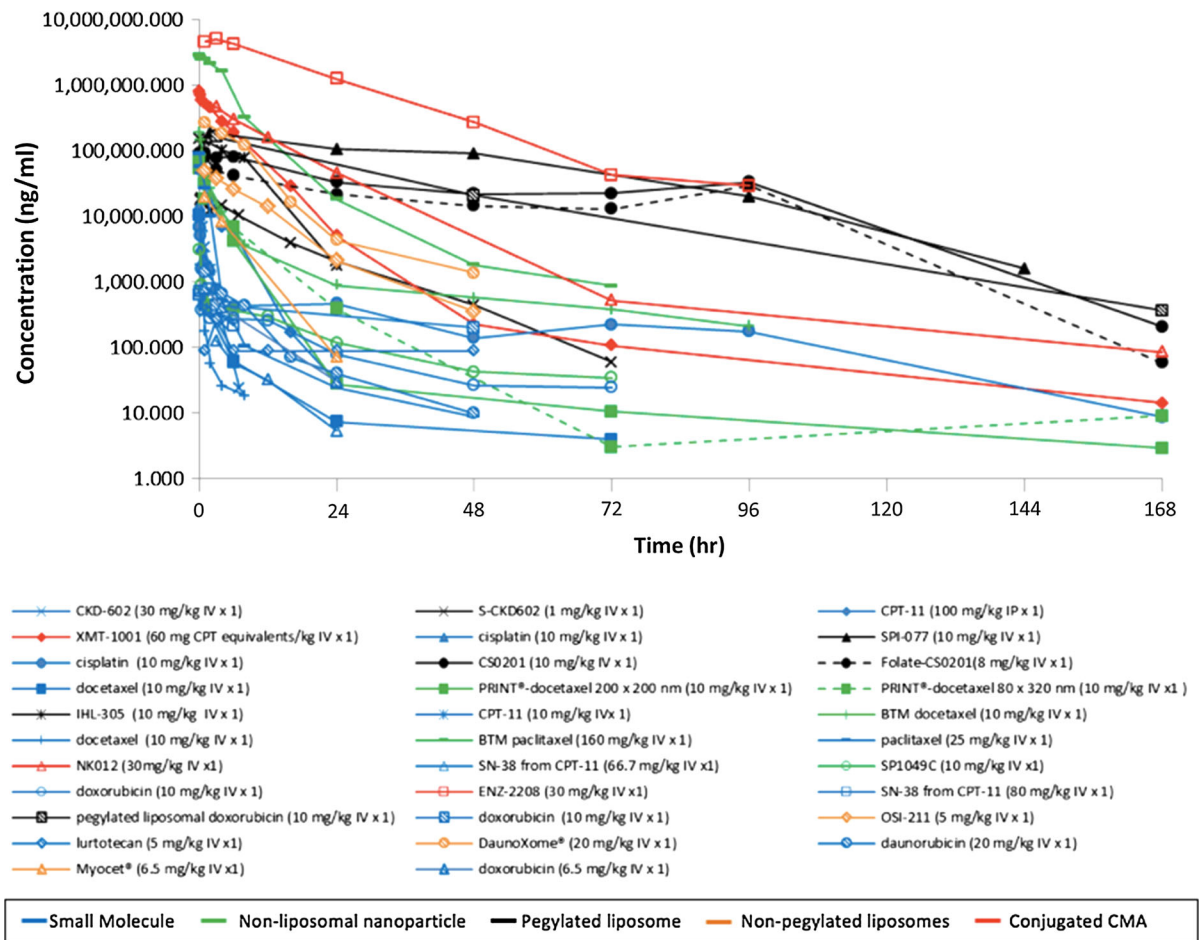 10,000,000.000
1,000,000.000
100,000.000
10,000.000
1,000.000
100.000
10.000
1.000
Concentration (ng/ml)
0 24 48 72 96 120 144 168
Time (hr)
CKD-602 (30 mg/kg IV x 1) S-CKD602 (1 mg/kg IV x 1) CPT-11 (100 mg/kg IP x 1)
XMT-1001 (60 mg CPT equivalents/kg IV x 1) cisplatin (10 mg/kg IV x 1) SPI-077 (10 mg/kg IV x 1)
cisplatin (10 mg/kg IV x 1) CS0201 (10 mg/kg IV x 1) Folate-CS0201(8 mg/kg IV x1)
docetaxel (10 mg/kg IV x 1) PRINT®-docetaxel 200 x 200 nm (10 mg/kg IV x 1) PRINT®-docetaxel 80 x 320 nm (10 mg/kg IV x1 )
IHL-305 (10 mg/kg IV x 1) CPT-11 (10 mg/kg IVx 1) BTM docetaxel (10 mg/kg IV x 1)
docetaxel (10 mg/kg IV x 1) BTM paclitaxel (160 mg/kg IV x 1) paclitaxel (25 mg/kg IV x 1)
NK012 (30mg/kg IV x1) SN-38 from CPT-11 (66.7 mg/kg IV x1) SP1049C (10 mg/kg IV x1)
doxorubicin (10 mg/kg IV x 1) ENZ-2208 (30 mg/kg IV x1) SN-38 from CPT-11 (80 mg/kg IV x 1)
pegylated liposomal doxorubicin (10 mg/kg IV x 1) doxorubicin (10 mg/kg IV x 1) OSI-211 (5 mg/kg IV x 1)
lurtotecan (5 mg/kg IV x1) DaunoXome® (20 mg/kg IV x 1) daunorubicin (20 mg/kg IV x 1)
Myocet® (6.5 mg/kg IV x1) doxorubicin (6.5 mg/kg IV x 1)
Small Molecule Non-liposomal nanoparticle Pegylated liposome Non-pegylated liposomes Conjugated CMA